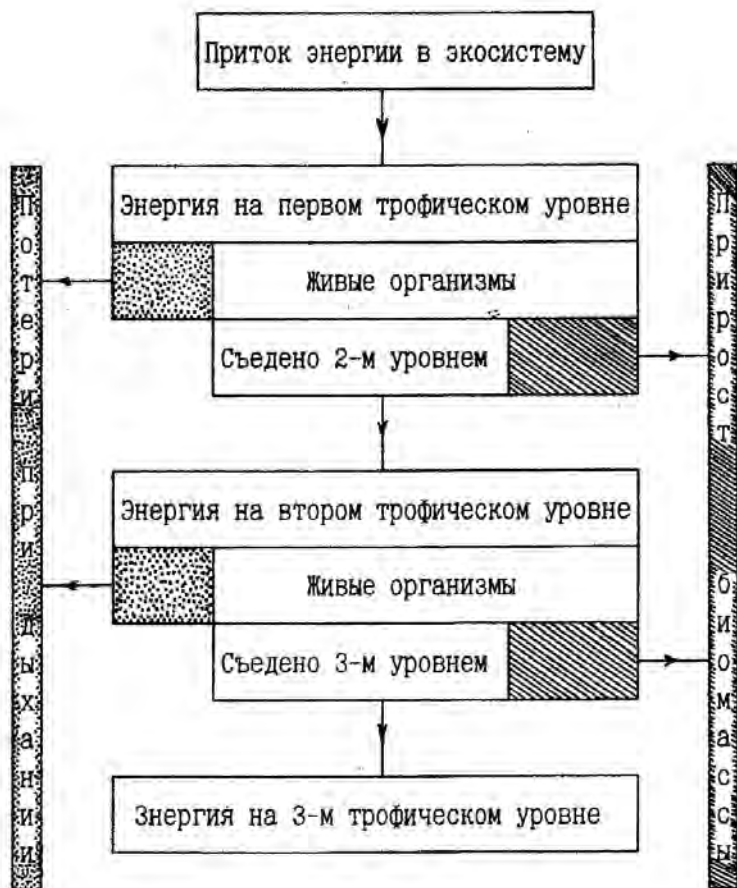 Приток энергии в экосистему
Энергия на первом трофическом уровне
Живые организмы
Съедено 2-м уровнем
Энергия на втором трофическом уровне
Живые организмы
Съедено 3-м уровнем
Знергия на 3-м трофическом уровне
Потери при дыхании
Прирост биомассы